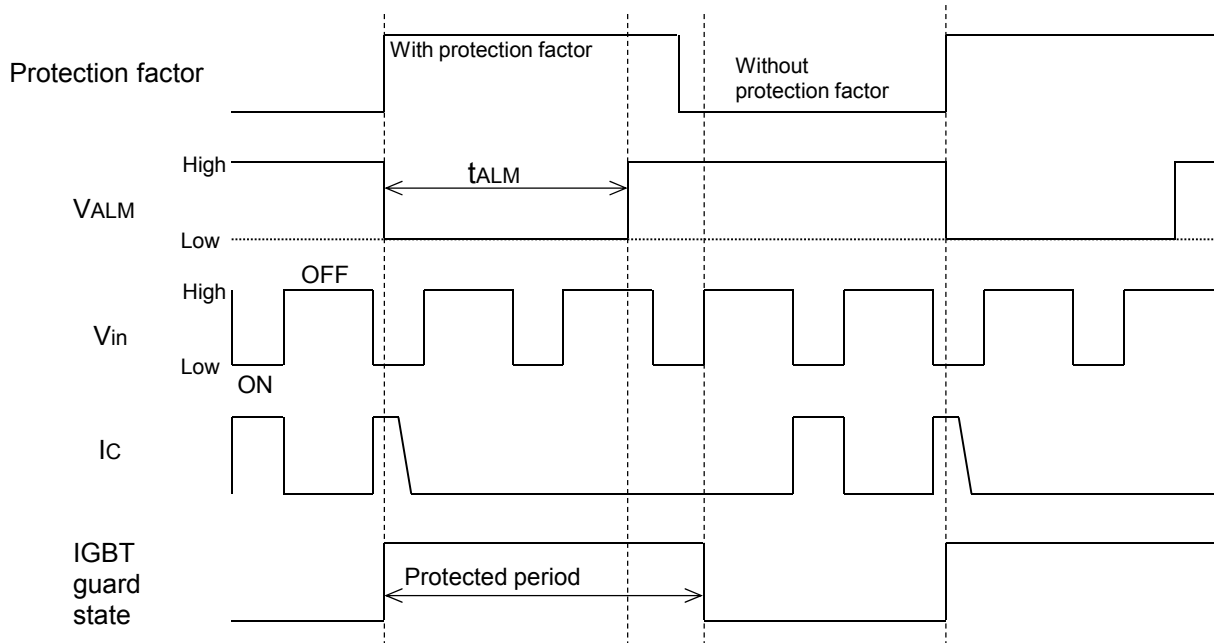 Protection factor
With protection factor
Without
protection factor
High
VALM
Low
tALM
OFF
High
Vin
Low
ON
IC
IGBT
guard
state
Protected period